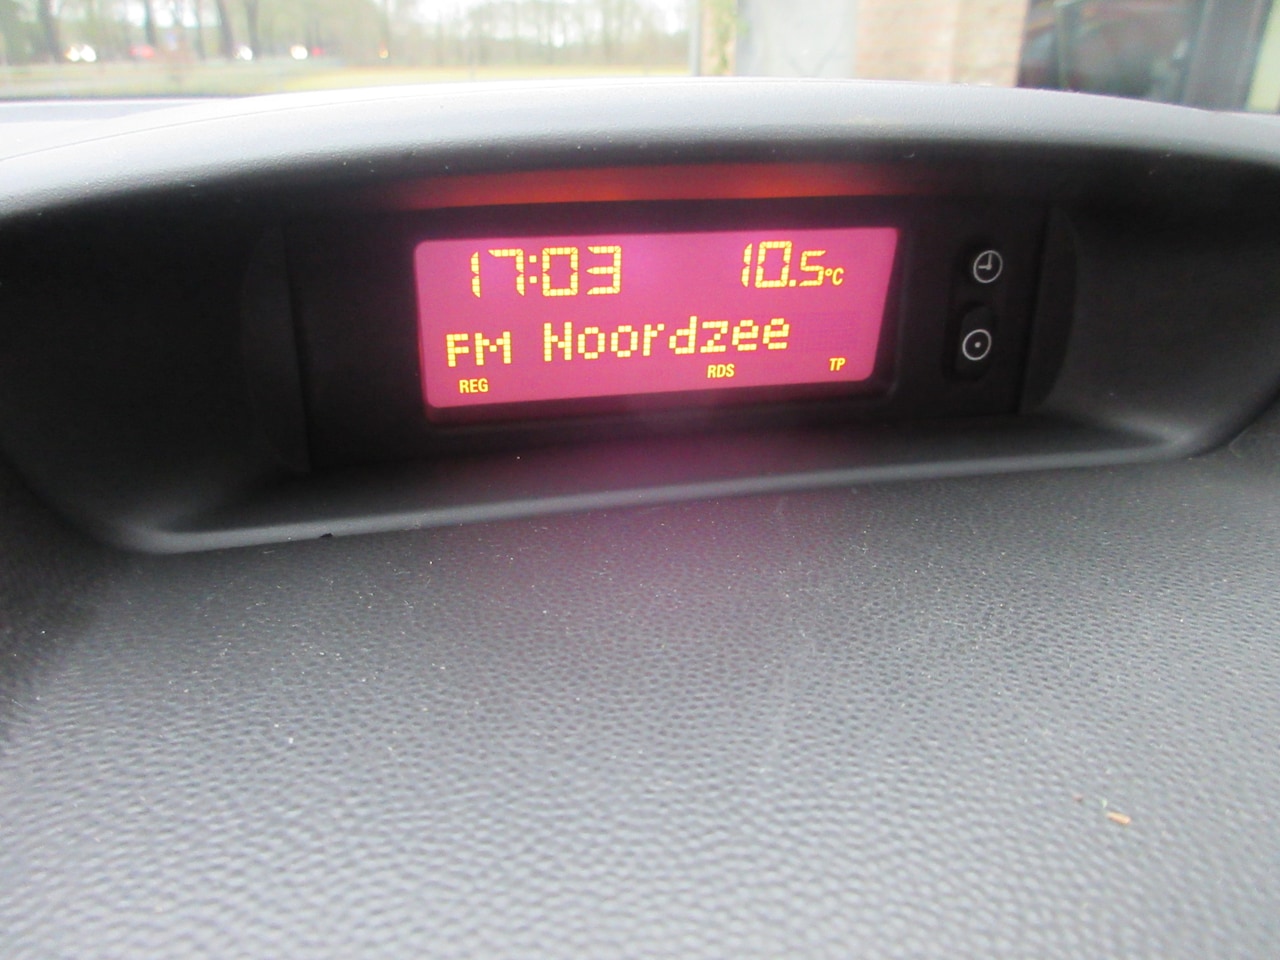 17:03 10.5°C
FM Noordzee
REG RDS TP